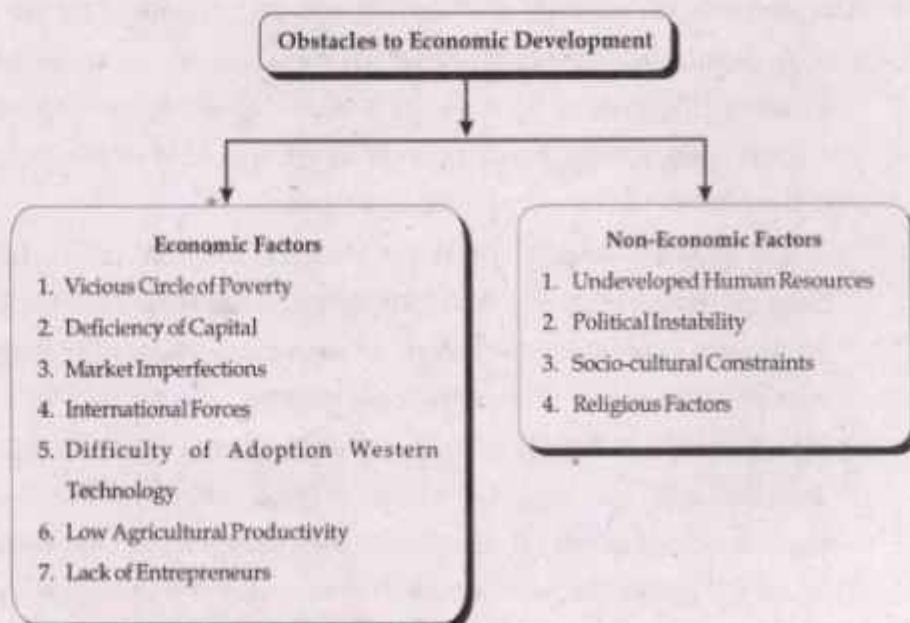 Obstacles to Economic Development
Economic Factors
1. Vicious Circle of Poverty
2. Deficiency of Capital
3. Market Imperfections
4. International Forces
5. Difficulty of Adoption Western
Technology
6. Low Agricultural Productivity
7. Lack of Entrepreneurs
Non-Economic Factors
1. Undeveloped Human Resources
2. Political Instability
3. Socio-cultural Constraints
4. Religious Factors